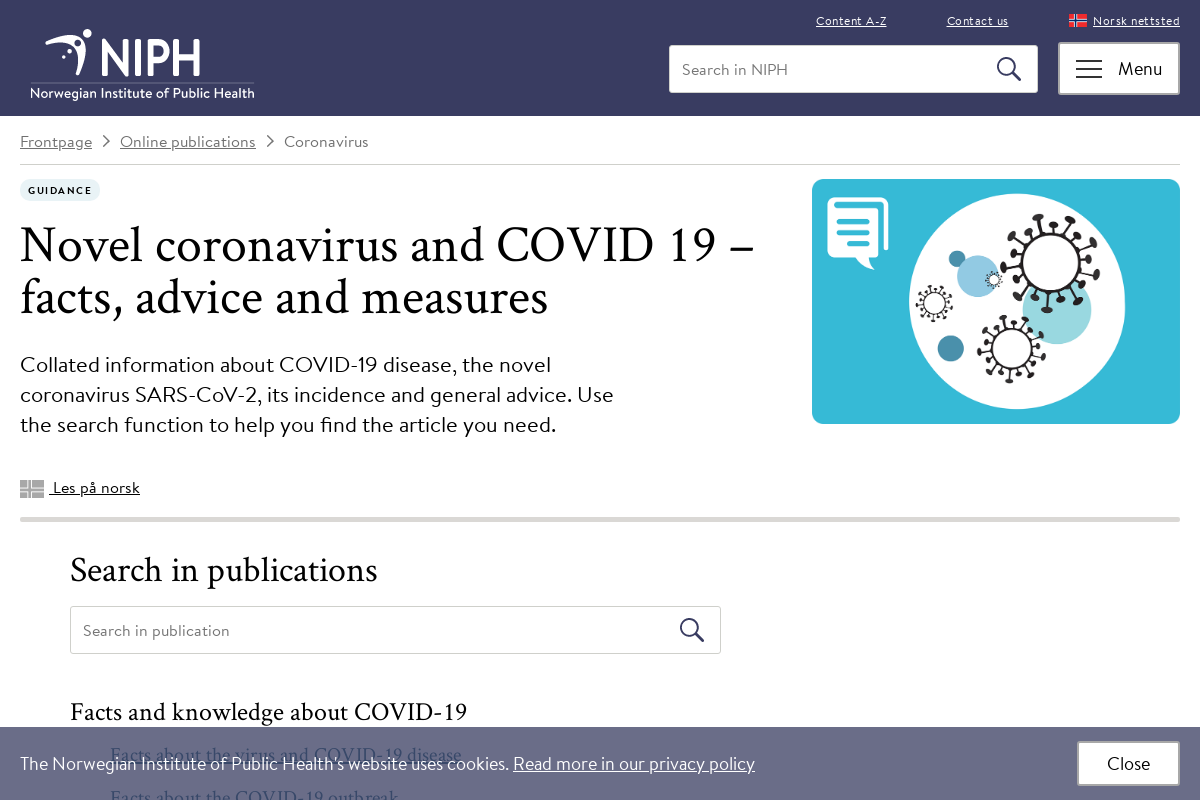 Content A-Z
Contact us
Norsk nettsted
NIPH
Norwegian Institute of Public Health
Search in NIPH
Menu
Frontpage
Online publications
Coronavirus
GUIDANCE
Novel coronavirus and COVID 19 –
facts, advice and measures
Collated information about COVID-19 disease, the novel
coronavirus SARS-CoV-2, its incidence and general advice. Use
the search function to help you find the article you need.
Les på norsk
Search in publications
Search in publication
Facts and knowledge about COVID-19
Facts about the virus and COVID-19 disease
The Norwegian Institute of Public Health's website uses cookies. Read more in our privacy policy
Close
Facts about the COVID-19 outbreak